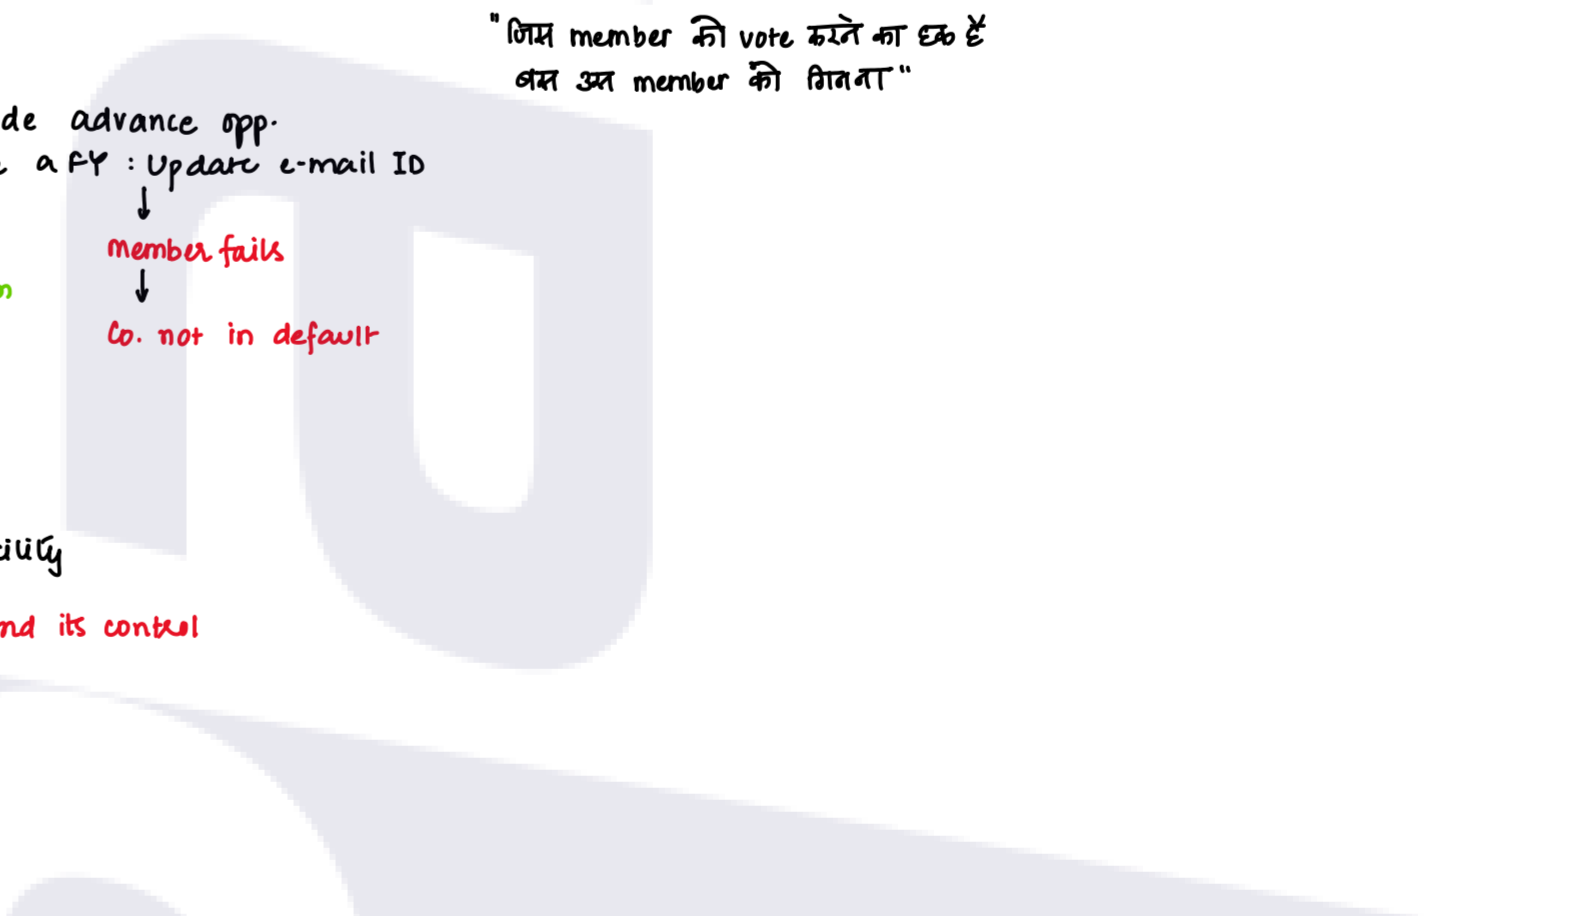 "जिस member को vote करने का हक है
बस उस member को गिनना"
de advance opp.
a FY : Update e-mail ID
↓
member fails
↓
Co. not in default
cility
nd its control